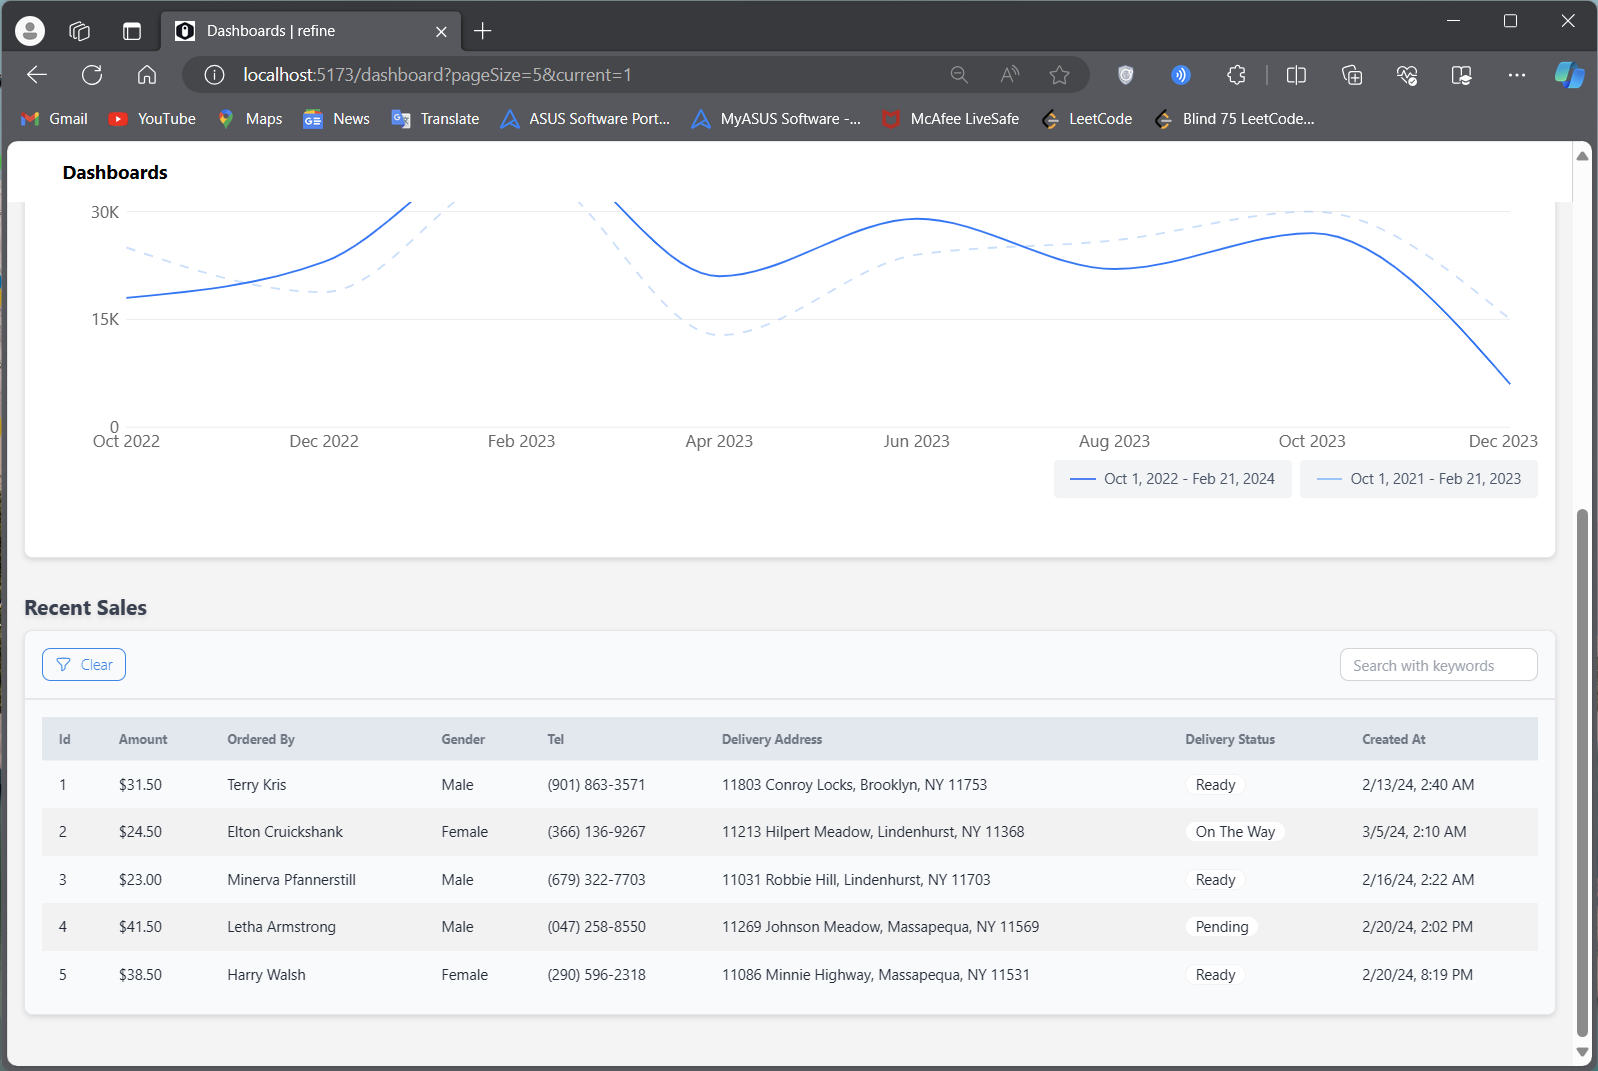 Dashboards | refine
localhost:5173/dashboard?pageSize=5&current=1
Gmail YouTube Maps News Translate ASUS Software Port... MyASUS Software -... McAfee LiveSafe LeetCode Blind 75 LeetCode...
Dashboards
30K
15K
0
Oct 2022 Dec 2022 Feb 2023 Apr 2023 Jun 2023 Aug 2023 Oct 2023 Dec 2023
Oct 1, 2022 - Feb 21, 2024 Oct 1, 2021 - Feb 21, 2023
Recent Sales
Clear Search with keywords
Id Amount Ordered By Gender Tel Delivery Address Delivery Status Created At
1 $31.50 Terry Kris Male (901) 863-3571 11803 Conroy Locks, Brooklyn, NY 11753 Ready 2/13/24, 2:40 AM
2 $24.50 Elton Cruickshank Female (366) 136-9267 11213 Hilpert Meadow, Lindenhurst, NY 11368 On The Way 3/5/24, 2:10 AM
3 $23.00 Minerva Pfannerstill Male (679) 322-7703 11031 Robbie Hill, Lindenhurst, NY 11703 Ready 2/16/24, 2:22 AM
4 $41.50 Letha Armstrong Male (047) 258-8550 11269 Johnson Meadow, Massapequa, NY 11569 Pending 2/20/24, 2:02 PM
5 $38.50 Harry Walsh Female (290) 596-2318 11086 Minnie Highway, Massapequa, NY 11531 Ready 2/20/24, 8:19 PM